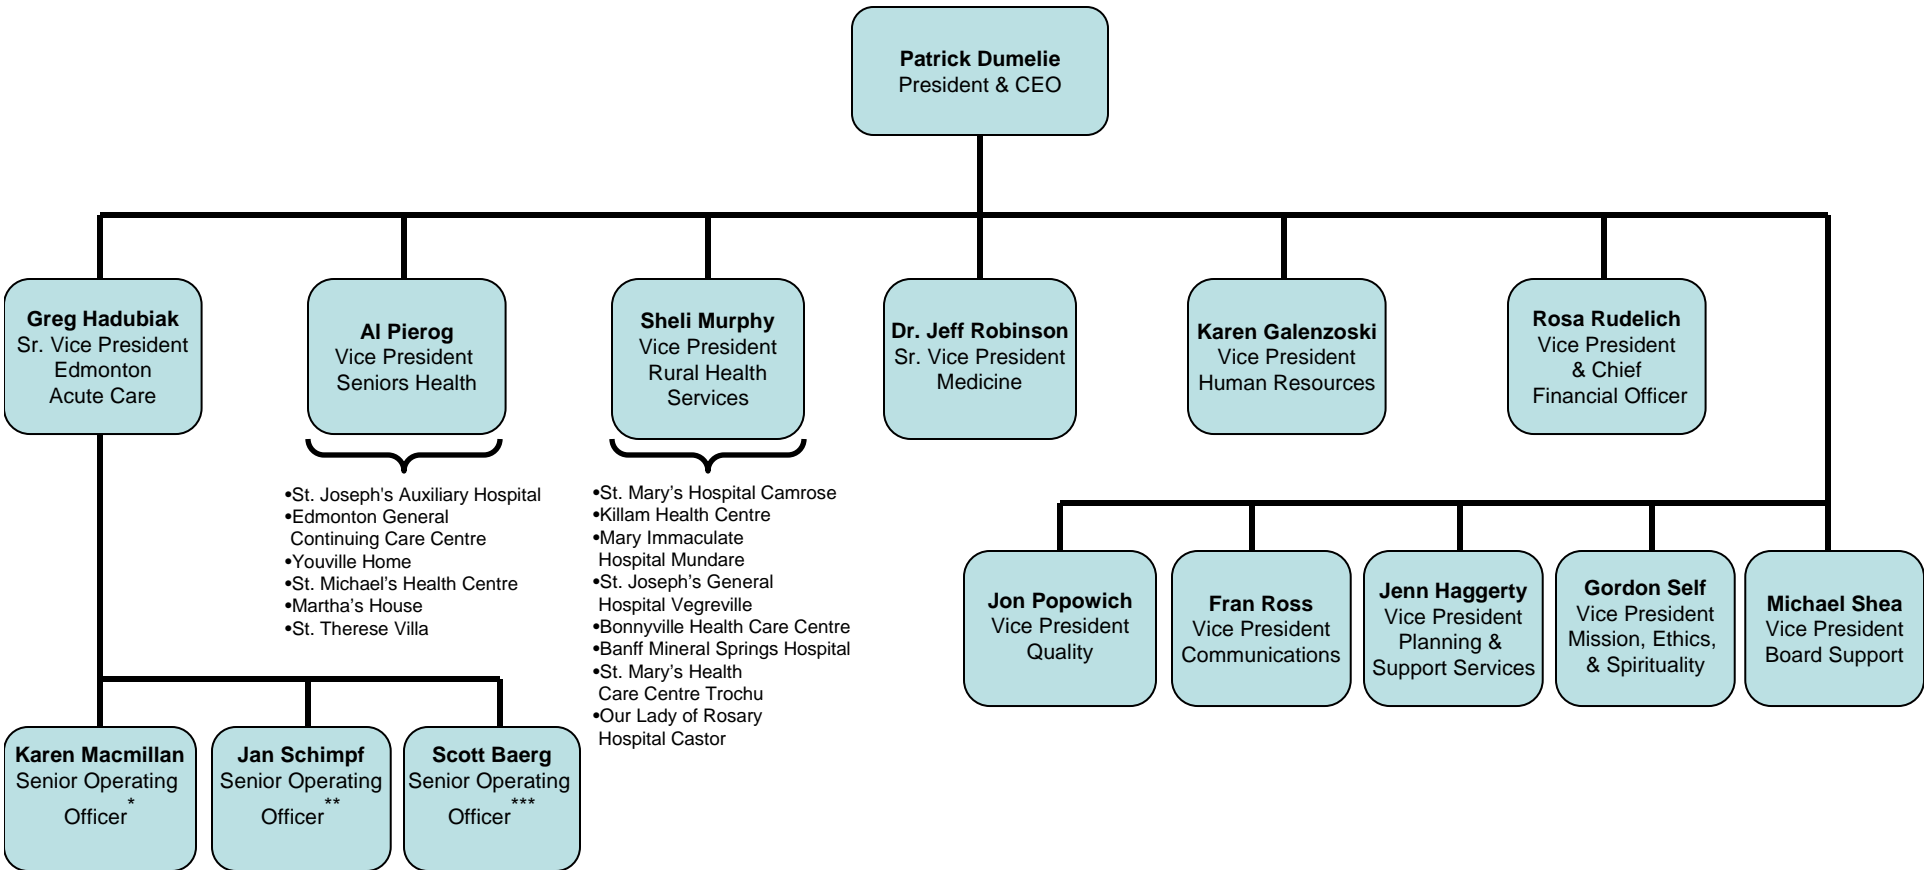 Patrick Dumelie
President & CEO
Greg Hadubiak
Sr. Vice President
Edmonton
Acute Care
Al Pierog
Vice President
Seniors Health
Sheli Murphy
Vice President
Rural Health
Services
Dr. Jeff Robinson
Sr. Vice President
Medicine
Karen Galenzoski
Vice President
Human Resources
Rosa Rudelich
Vice President
& Chief
Financial Officer
•St. Joseph's Auxiliary Hospital
•Edmonton General
Continuing Care Centre
•Youville Home
•St. Michael’s Health Centre
•Martha’s House
•St. Therese Villa
•St. Mary’s Hospital Camrose
•Killam Health Centre
•Mary Immaculate
Hospital Mundare
•St. Joseph’s General
Hospital Vegreville
•Bonnyville Health Care Centre
•Banff Mineral Springs Hospital
•St. Mary’s Health
Care Centre Trochu
•Our Lady of Rosary
Hospital Castor
Jon Popowich
Vice President
Quality
Fran Ross
Vice President
Communications
Jenn Haggerty
Vice President
Planning &
Support Services
Gordon Self
Vice President
Mission, Ethics,
& Spirituality
Michael Shea
Vice President
Board Support
Karen Macmillan
Senior Operating
Officer*
Jan Schimpf
Senior Operating
Officer**
Scott Baerg
Senior Operating
Officer***